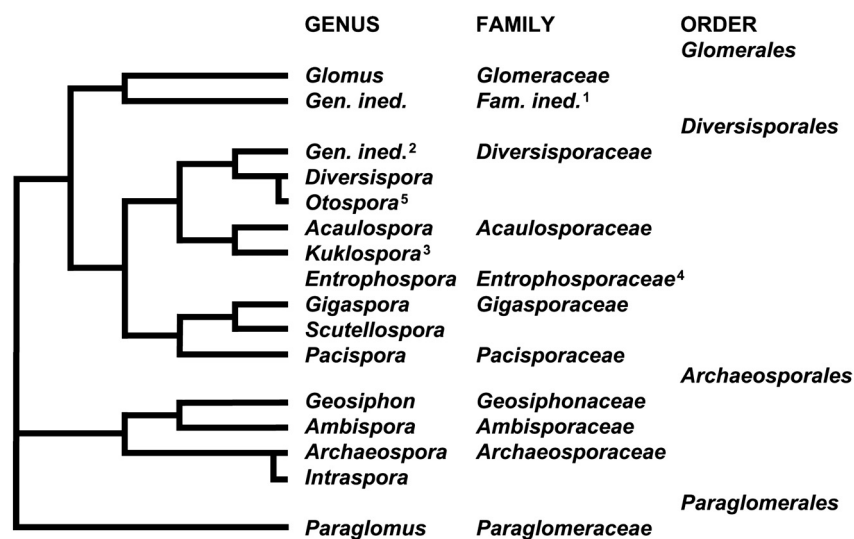 GENUS FAMILY ORDER
Glomerales
Glomus Glomeraceae
Gen. ined. Fam. ined.¹
Diversisporales
Gen. ined.² Diversisporaceae
Diversispora
Otospora⁵
Acaulospora Acaulosporaceae
Kuklospora³
Entrophospora Entrophosporaceae⁴
Gigaspora Gigasporaceae
Scutellospora
Pacispora Pacisporaceae
Archaeosporales
Geosiphon Geosiphonaceae
Ambispora Ambisporaceae
Archaeospora Archaeosporaceae
Intraspora
Paraglomerales
Paraglomus Paraglomeraceae